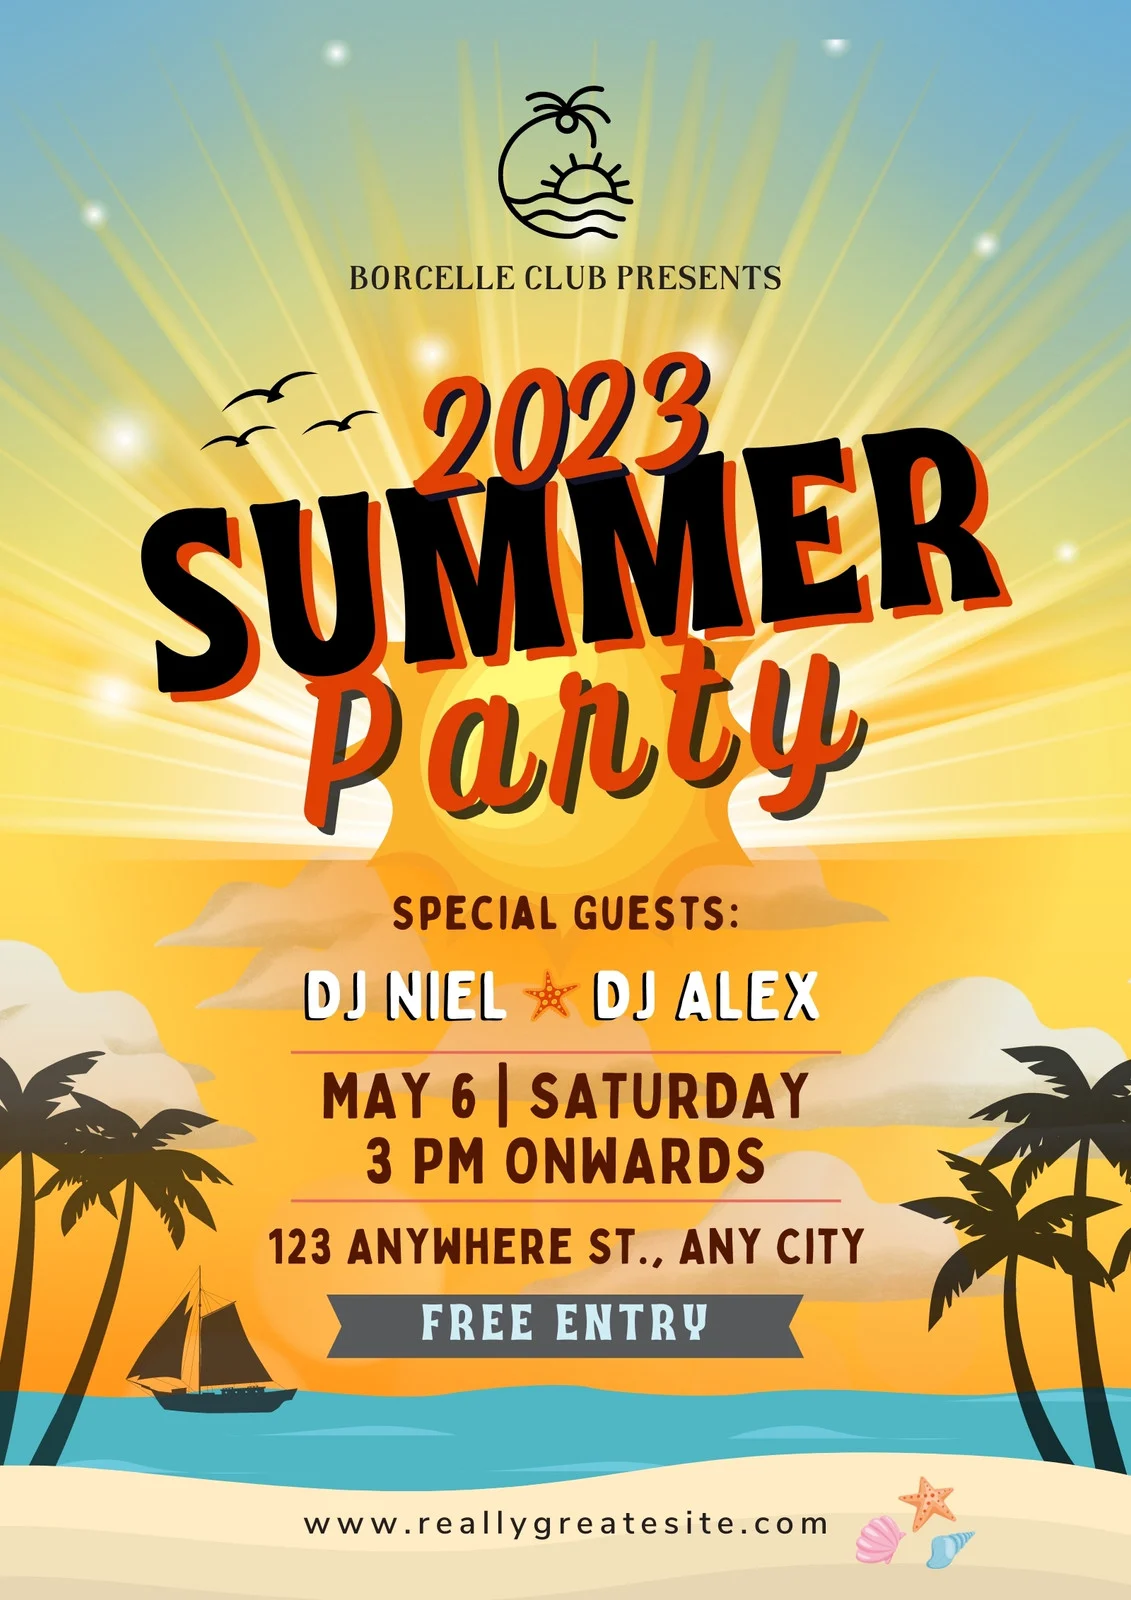 BORCELLE CLUB PRESENTS
2023
SUMMER
Party
SPECIAL GUESTS:
DJ NIEL DJ ALEX
MAY 6 | SATURDAY
3 PM ONWARDS
123 ANYWHERE ST., ANY CITY
FREE ENTRY
www.reallygreatesite.com